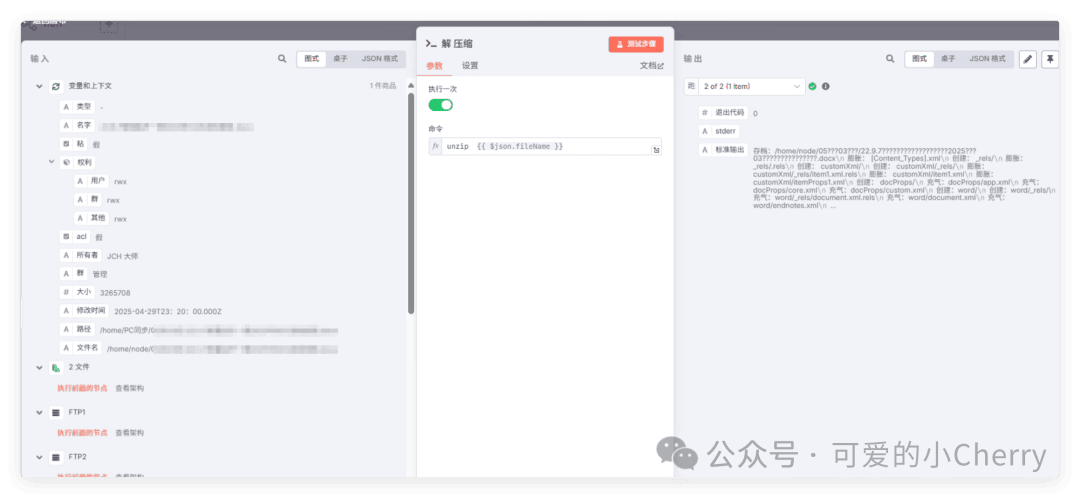 输入
图式 桌子 JSON 格式
变量和上下文
1 件商品
A 类型 -
A 名字
粘 假
权利
A 用户 rwx
A 群 rwx
A 其他 rwx
acl 假
A 所有者 JCH 大师
A 群 管理
# 大小 3265708
A 修改时间 2025-04-29T23：20：00.000Z
A 路径 /home/PC同步/0
A 文件名 /home/node/0
2 文件
执行前面的节点 查看架构
FTP1
执行前面的节点 查看架构
FTP2
解压缩
测试步骤
参数 设置
文档
执行一次
命令
fx unzip {{ $json.fileName }}
输出
图式 桌子 JSON 格式
2 of 2 (1 Item)
# 退出代码 0
A stderr
A 标准输出 存档：/home/node/05???03???/22.9.7??????????????????2025???
03???????????????.docx\n 膨胀： [Content_Types].xml\n 创建： _rels/\n 膨胀：
_rels/.rels\n 创建： customXml/\n 创建： customXml/_rels/\n 膨胀：
customXml/_rels/item1.xml.rels\n 膨胀： customXml/item1.xml\n 膨胀：
customXml/itemProps1.xml\n 创建： docProps/\n 充气：docProps/app.xml\n 充气：
docProps/core.xml\n 充气：docProps/custom.xml\n 创建：word/\n 创建：word/_rels/\n
充气：word/_rels/document.xml.rels\n 充气：word/document.xml\n 充气：
word/endnotes.xml\n ...
公众号 · 可爱的小Cherry